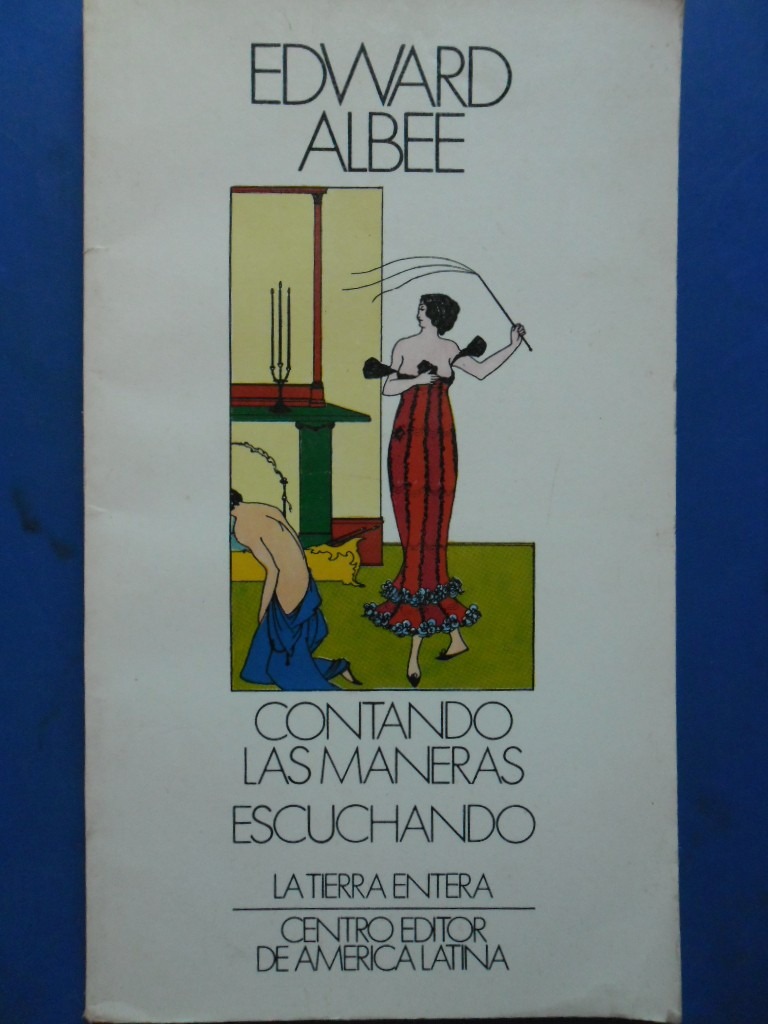 EDWARD
ALBEE
CONTANDO
LAS MANERAS
ESCUCHANDO
LA TIERRA ENTERA
CENTRO EDITOR
DE AMERICA LATINA